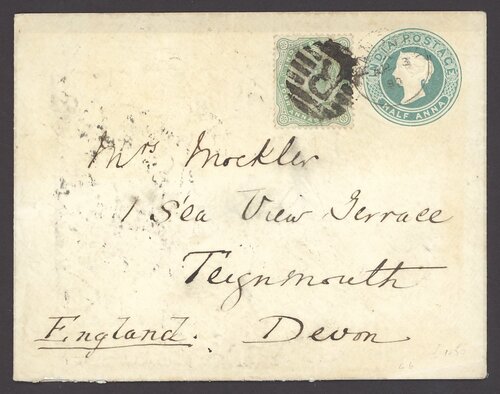 INDIA POSTAGE
HALF ANNA
Mrs Mockler
1 Sea View Terrace
Teignmouth
England. Devon